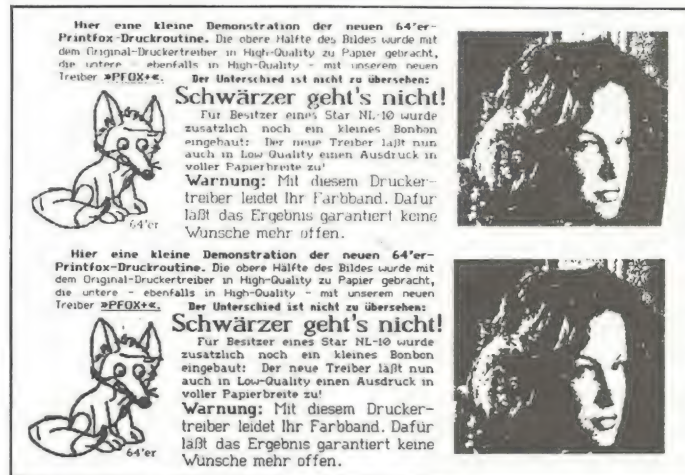 Hier eine kleine Demonstration der neuen 64'er-
Printfox-Druckroutine. Die obere Hälfte des Bildes wurde mit
dem Original-Druckertreiber in High-Quality zu Papier gebracht,
die untere - ebenfalls in High-Quality - mit unserem neuen
Treiber »PFOX+«. Der Unterschied ist nicht zu übersehen:
Schwärzer geht's nicht!
Für Besitzer eines Star NL-10 wurde
zusätzlich noch ein kleines Bonbon
eingebaut: Der neue Treiber läßt nun
auch in Low Quality einen Ausdruck in
voller Papierbreite zu!
Warnung: Mit diesem Drucker-
treiber leidet Ihr Farbband. Dafür
läßt das Ergebnis garantiert keine
Wünsche mehr offen.
64'er
Hier eine kleine Demonstration der neuen 64'er-
Printfox-Druckroutine. Die obere Hälfte des Bildes wurde mit
dem Original-Druckertreiber in High-Quality zu Papier gebracht,
die untere - ebenfalls in High-Quality - mit unserem neuen
Treiber »PFOX+«. Der Unterschied ist nicht zu übersehen:
Schwärzer geht's nicht!
Für Besitzer eines Star NL-10 wurde
zusätzlich noch ein kleines Bonbon
eingebaut: Der neue Treiber läßt nun
auch in Low-Quality einen Ausdruck in
voller Papierbreite zu!
Warnung: Mit diesem Drucker-
treiber leidet Ihr Farbband. Dafür
läßt das Ergebnis garantiert keine
Wünsche mehr offen.
64'er